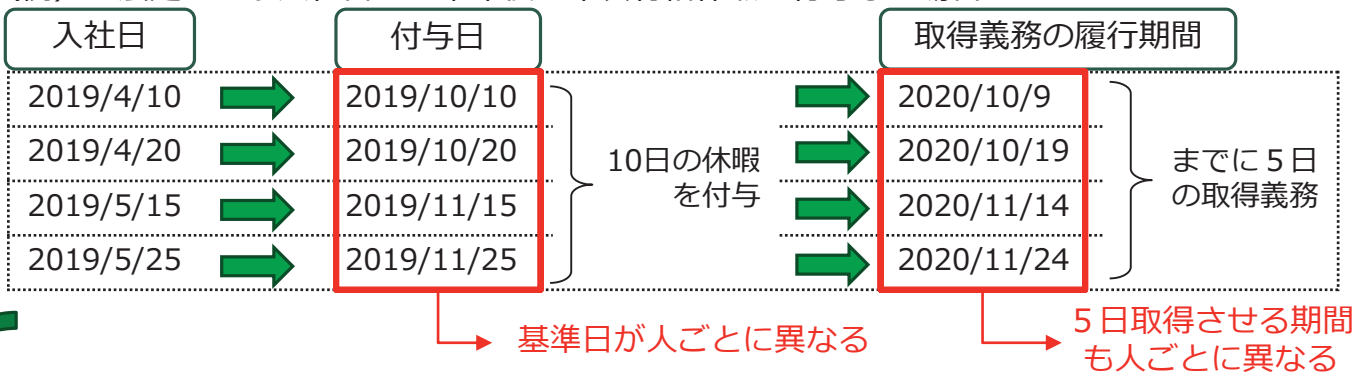 入社日 付与日 取得義務の履行期間
2019/4/10 2019/10/10 2020/10/9
2019/4/20 2019/10/20 2020/10/19
2019/5/15 2019/11/15 2020/11/14
2019/5/25 2019/11/25 2020/11/24
10日の休暇
を付与
までに5日
の取得義務
基準日が人ごとに異なる
5日取得させる期間
も人ごとに異なる